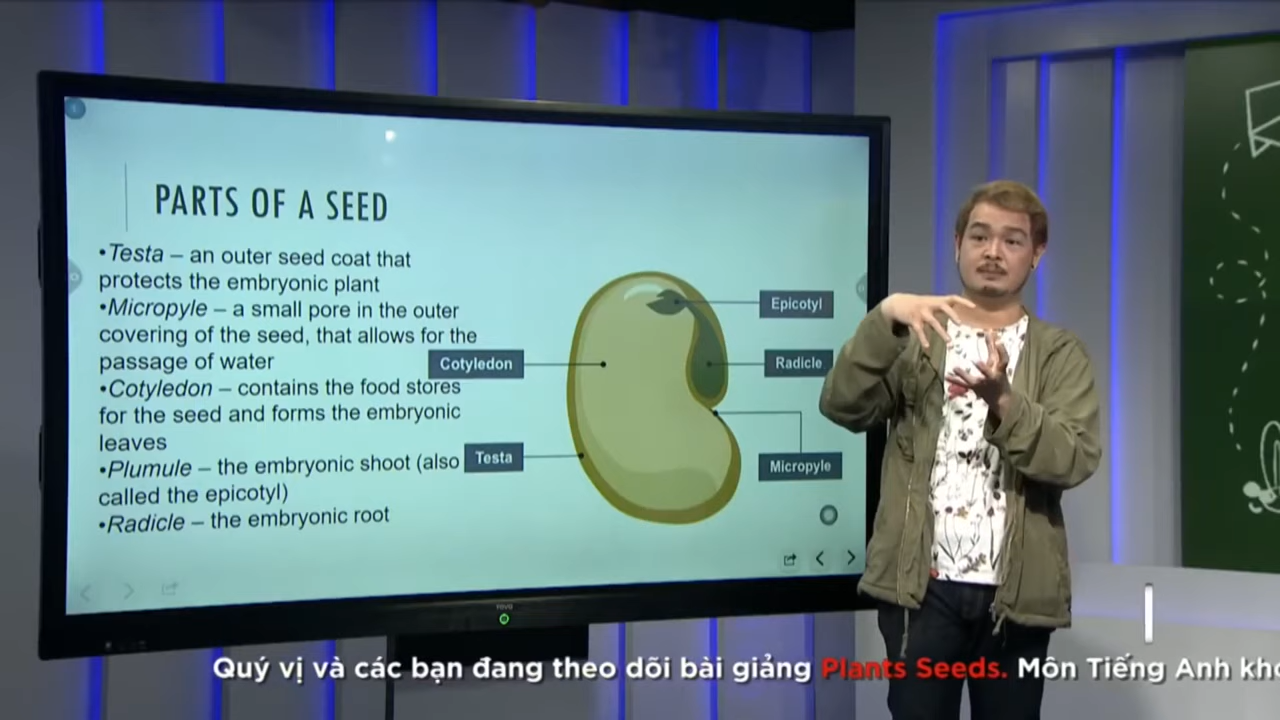 PARTS OF A SEED
•Testa – an outer seed coat that
protects the embryonic plant
•Micropyle – a small pore in the outer
covering of the seed, that allows for the
passage of water
•Cotyledon – contains the food stores
for the seed and forms the embryonic
leaves
•Plumule – the embryonic shoot (also
called the epicotyl)
•Radicle – the embryonic root
Epicotyl
Cotyledon
Radicle
Testa
Micropyle
Quý vị và các bạn đang theo dõi bài giảng Plants Seeds. Môn Tiếng Anh